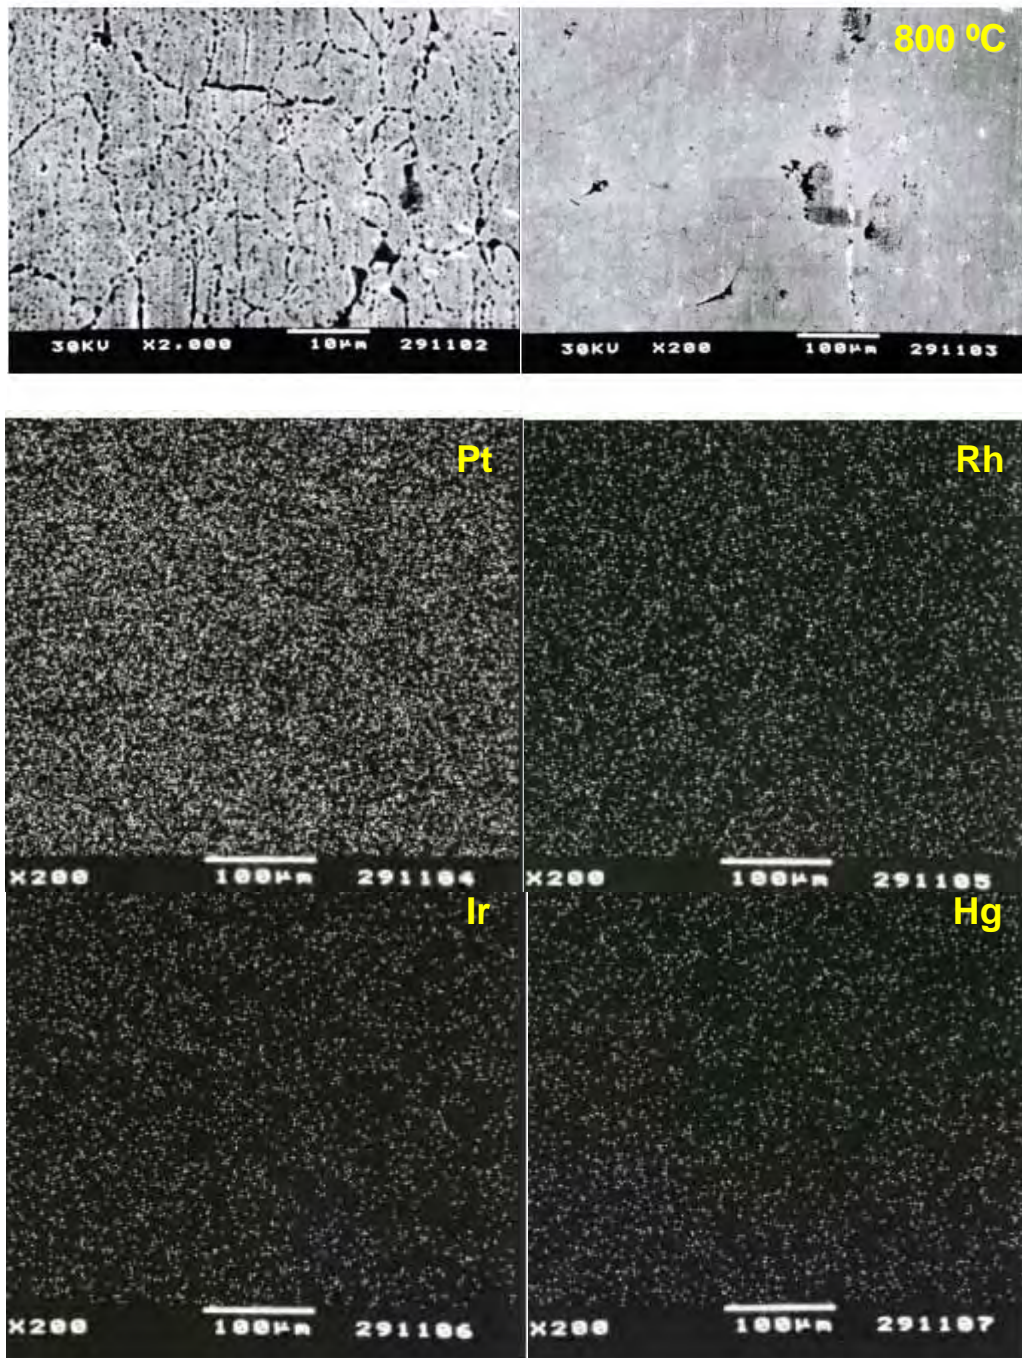 800 ºC
30KU X2,000 10µm 291102
30KU X200 100µm 291103
Pt
Rh
X200 100µm 291104
X200 100µm 291105
Ir
Hg
X200 100µm 291106
X200 100µm 291107